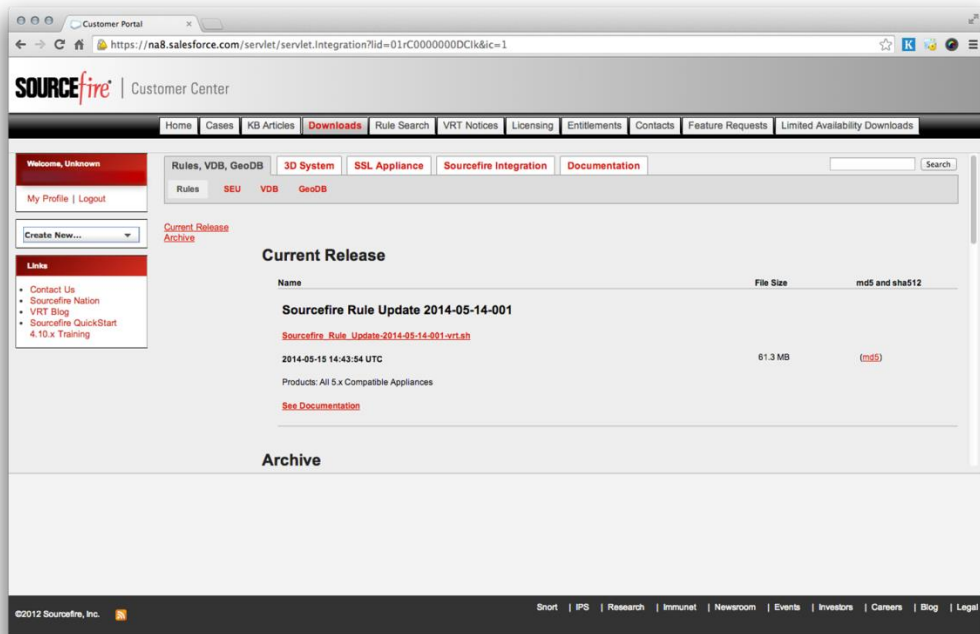 Customer Portal
https://na8.salesforce.com/servlet/servlet.Integration?lid=01rC0000000DClk&ic=1
K
SOURCEfire® | Customer Center
Home Cases KB Articles Downloads Rule Search VRT Notices Licensing Entitlements Contacts Feature Requests Limited Availability Downloads
Welcome, Unknown
My Profile | Logout
Create New...
Links
Contact Us
Sourcefire Nation
VRT Blog
Sourcefire QuickStart
4.10.x Training
Rules, VDB, GeoDB 3D System SSL Appliance Sourcefire Integration Documentation
Search
Rules SEU VDB GeoDB
Current Release
Archive
Current Release
Name File Size md5 and sha512
Sourcefire Rule Update 2014-05-14-001
Sourcefire_Rule_Update-2014-05-14-001-vrt.sh
2014-05-15 14:43:54 UTC 61.3 MB (md5)
Products: All 5.x Compatible Appliances
See Documentation
Archive
©2012 Sourcefire, Inc.
Snort | IPS | Research | Immunet | Newsroom | Events | Investors | Careers | Blog | Legal